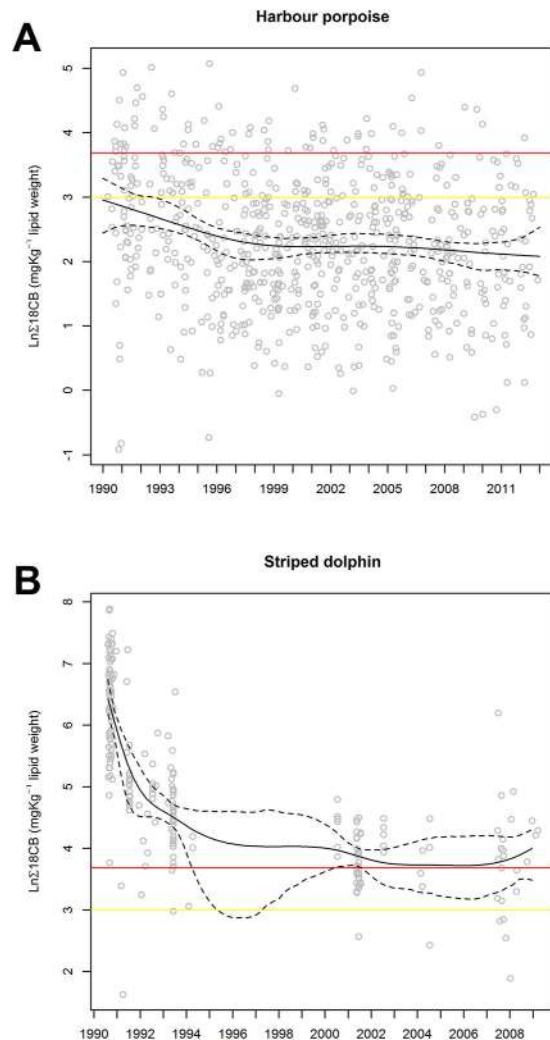 Harbour porpoise
A
LnΣ18CB (mgKg⁻¹ lipid weight)
5
4
3
2
1
0
-1
1990 1993 1996 1999 2002 2005 2008 2011
Striped dolphin
B
LnΣ18CB (mgKg⁻¹ lipid weight)
8
7
6
5
4
3
2
1990 1992 1994 1996 1998 2000 2002 2004 2006 2008